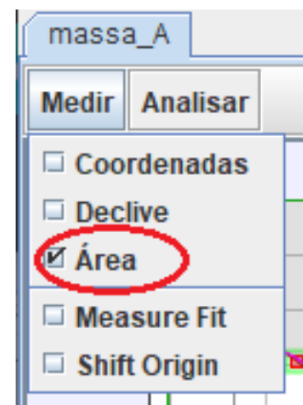 massa_A
Medir Analisar
Coordenadas
Declive
Área
Measure Fit
Shift Origin